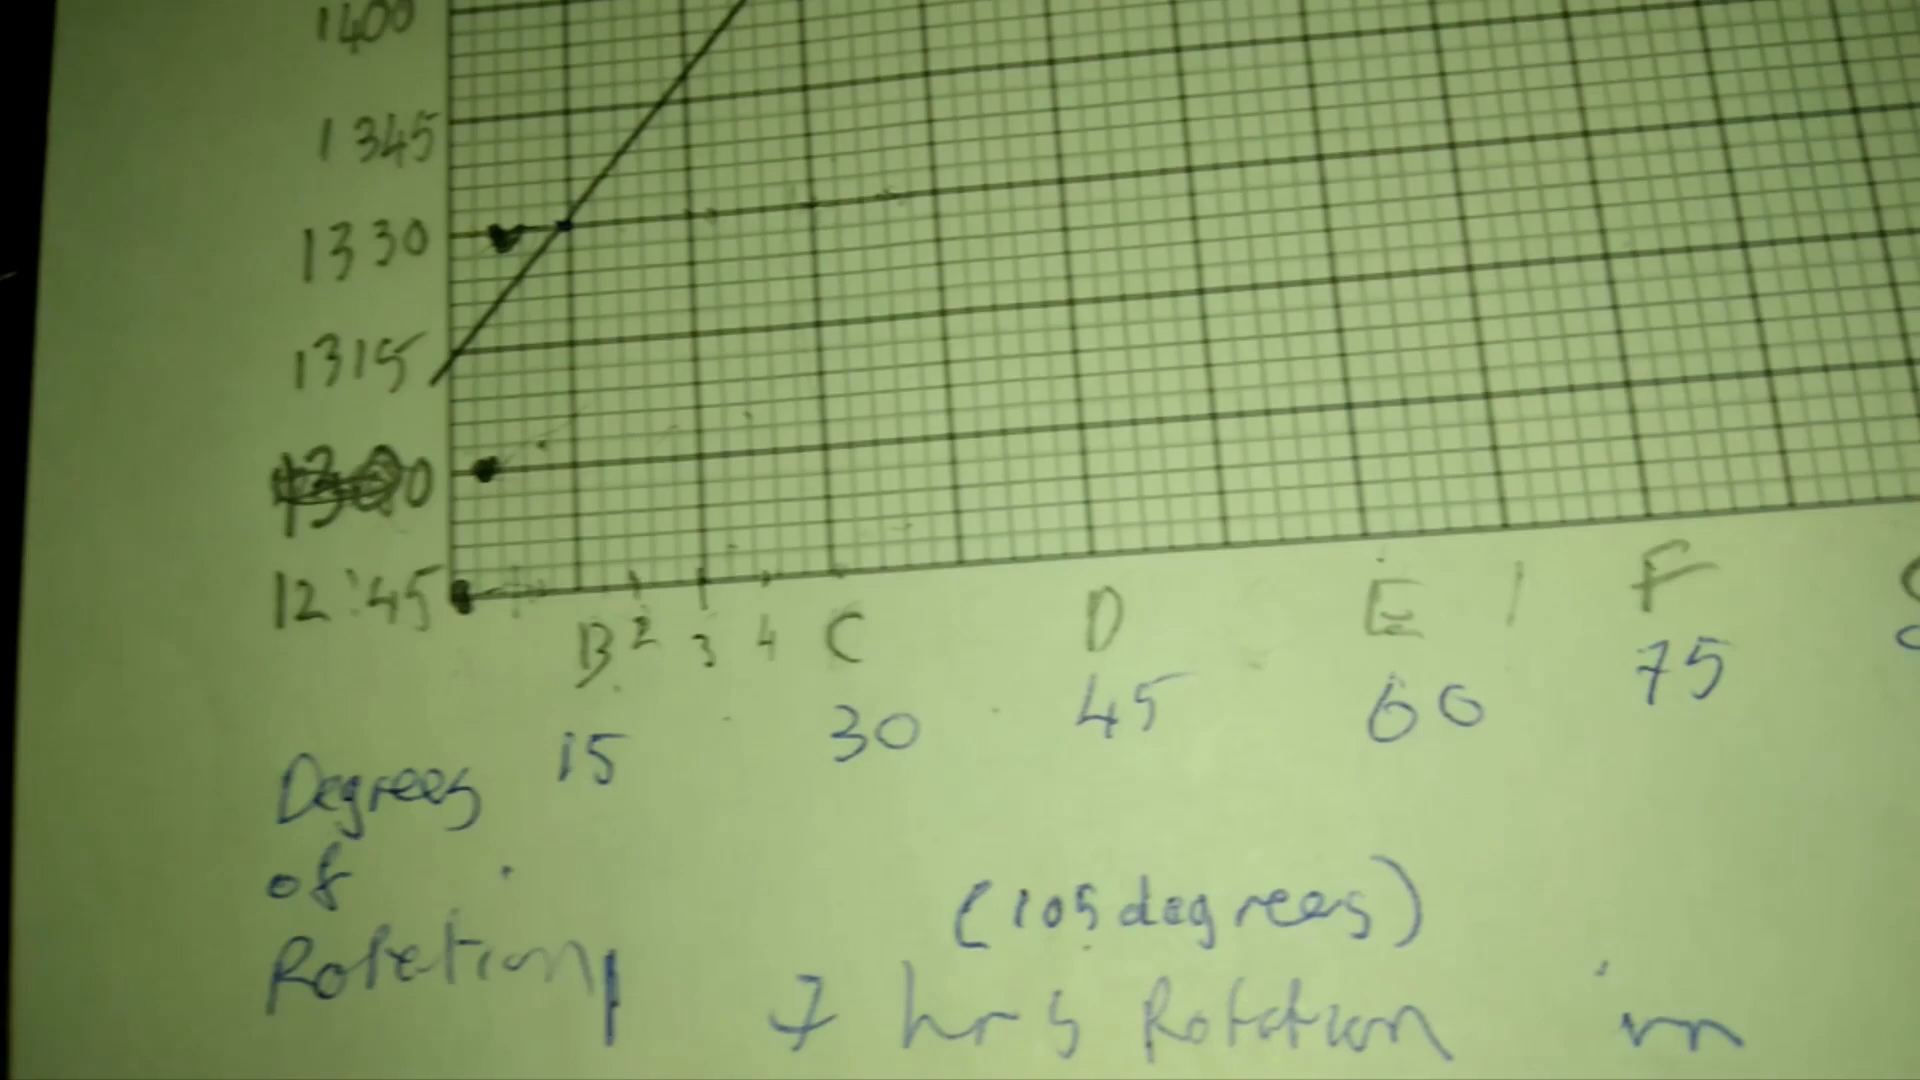 1400
1345
1330
1315
12:45
B 2 3 4 C D E F
15 30 45 60 75
Degrees
of
Rotation
(105 degrees)
7 hrs Rotation in